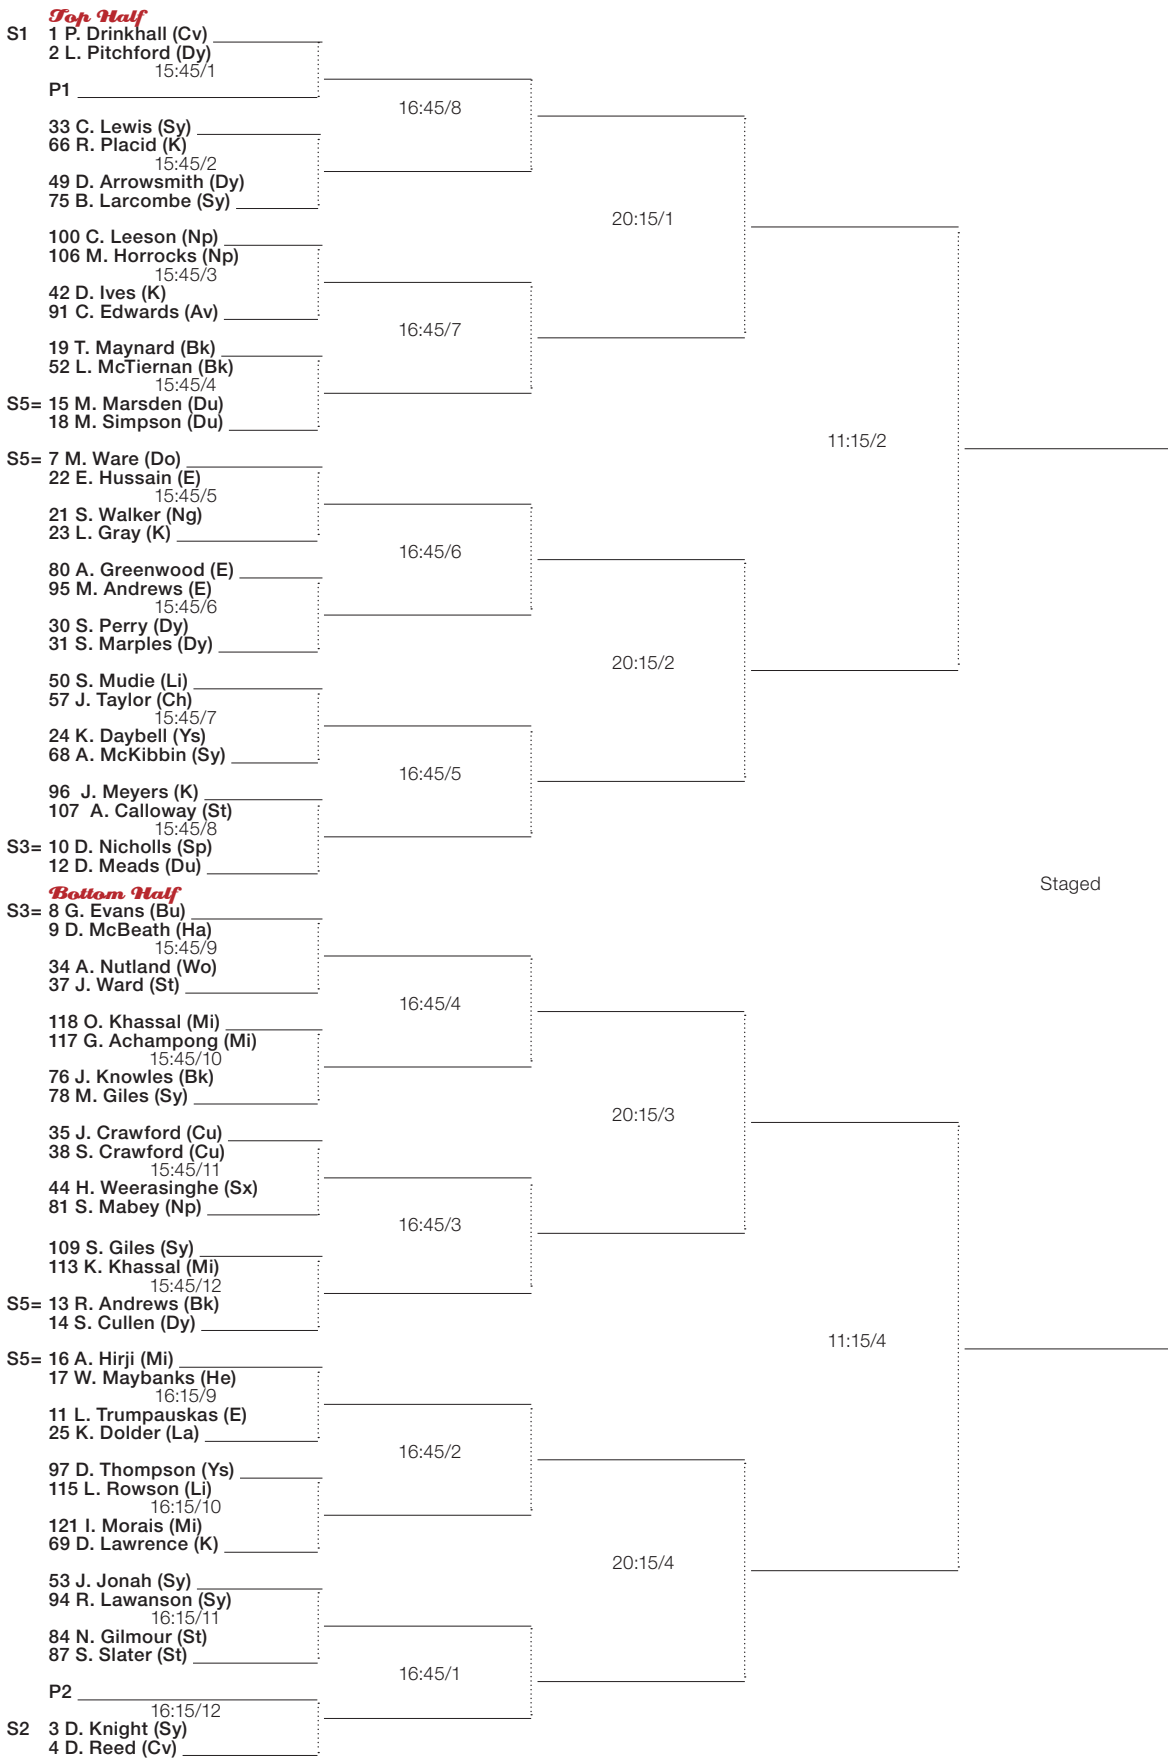 Top Half
S1 1 P. Drinkhall (Cv)
2 L. Pitchford (Dy)
15:45/1
P1
16:45/8
33 C. Lewis (Sy)
66 R. Placid (K)
15:45/2
49 D. Arrowsmith (Dy)
75 B. Larcombe (Sy)
20:15/1
100 C. Leeson (Np)
106 M. Horrocks (Np)
15:45/3
42 D. Ives (K)
91 C. Edwards (Av)
16:45/7
19 T. Maynard (Bk)
52 L. McTiernan (Bk)
15:45/4
S5= 15 M. Marsden (Du)
18 M. Simpson (Du)
11:15/2
S5= 7 M. Ware (Do)
22 E. Hussain (E)
15:45/5
21 S. Walker (Ng)
23 L. Gray (K)
16:45/6
80 A. Greenwood (E)
95 M. Andrews (E)
15:45/6
30 S. Perry (Dy)
31 S. Marples (Dy)
20:15/2
50 S. Mudie (Li)
57 J. Taylor (Ch)
15:45/7
24 K. Daybell (Ys)
68 A. McKibbin (Sy)
16:45/5
96 J. Meyers (K)
107 A. Calloway (St)
15:45/8
S3= 10 D. Nicholls (Sp)
12 D. Meads (Du)
Staged
Bottom Half
S3= 8 G. Evans (Bu)
9 D. McBeath (Ha)
15:45/9
34 A. Nutland (Wo)
37 J. Ward (St)
16:45/4
118 O. Khassal (Mi)
117 G. Achampong (Mi)
15:45/10
76 J. Knowles (Bk)
78 M. Giles (Sy)
20:15/3
35 J. Crawford (Cu)
38 S. Crawford (Cu)
15:45/11
44 H. Weerasinghe (Sx)
81 S. Mabey (Np)
16:45/3
109 S. Giles (Sy)
113 K. Khassal (Mi)
15:45/12
S5= 13 R. Andrews (Bk)
14 S. Cullen (Dy)
11:15/4
S5= 16 A. Hirji (Mi)
17 W. Maybanks (He)
16:15/9
11 L. Trumpauskas (E)
25 K. Dolder (La)
16:45/2
97 D. Thompson (Ys)
115 L. Rowson (Li)
16:15/10
121 I. Morais (Mi)
69 D. Lawrence (K)
20:15/4
53 J. Jonah (Sy)
94 R. Lawanson (Sy)
16:15/11
84 N. Gilmour (St)
87 S. Slater (St)
16:45/1
P2
16:15/12
S2 3 D. Knight (Sy)
4 D. Reed (Cv)